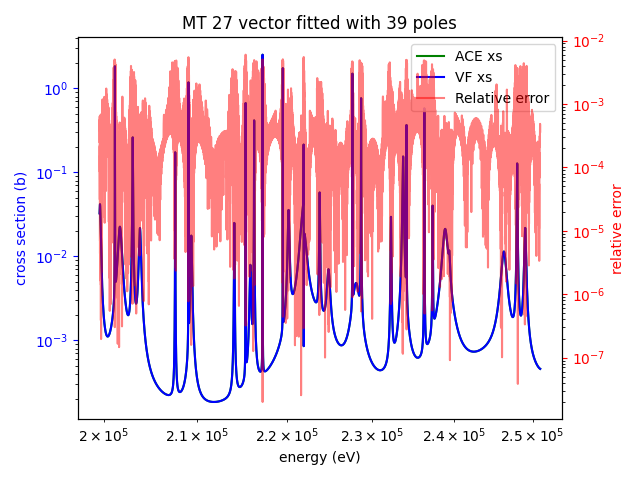 MT 27 vector fitted with 39 poles
ACE xs
VF xs
Relative error
10⁰
10⁻¹
10⁻²
10⁻³
cross section (b)
10⁻²
10⁻³
10⁻⁴
10⁻⁵
10⁻⁶
10⁻⁷
relative error
2 × 10⁵ 2.1 × 10⁵ 2.2 × 10⁵ 2.3 × 10⁵ 2.4 × 10⁵ 2.5 × 10⁵
energy (eV)